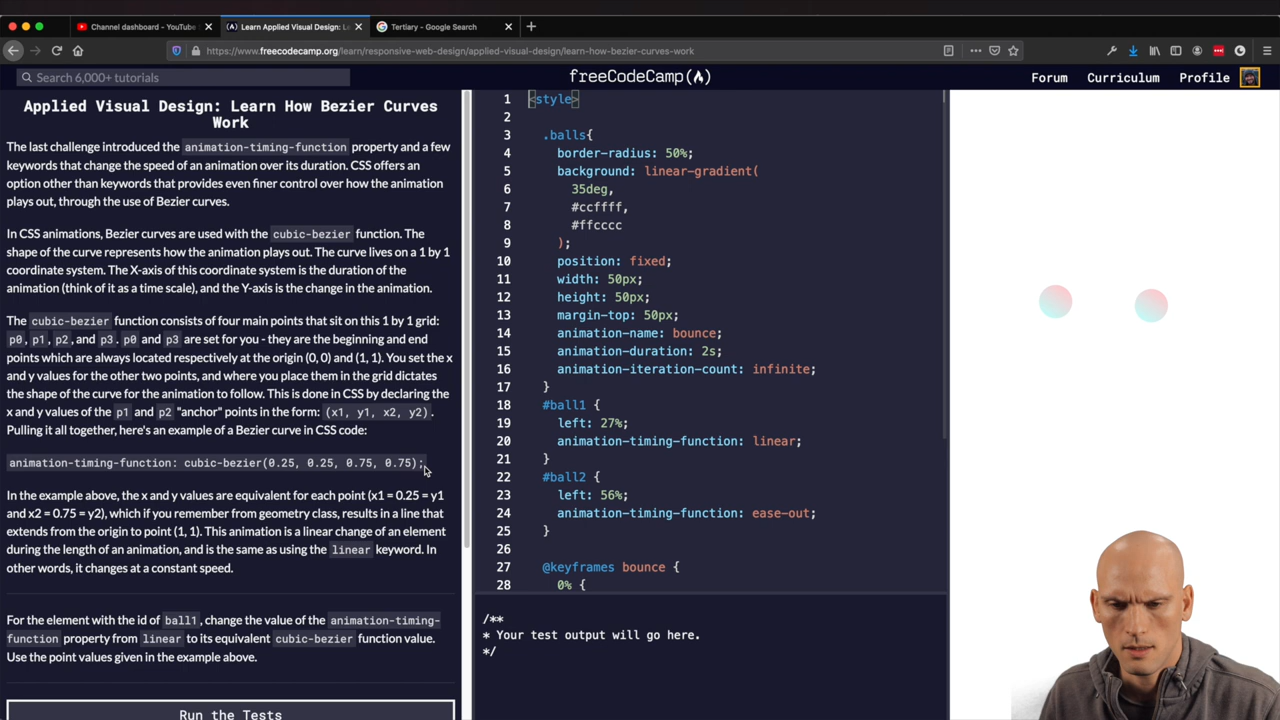 Channel dashboard - YouTube
Learn Applied Visual Design: L
Tertiary - Google Search
https://www.freecodecamp.org/learn/responsive-web-design/applied-visual-design/learn-how-bezier-curves-work
Search 6,000+ tutorials
freeCodeCamp
Forum
Curriculum
Profile
Applied Visual Design: Learn How Bezier Curves
Work
The last challenge introduced the animation-timing-function property and a few
keywords that change the speed of an animation over its duration. CSS offers an
option other than keywords that provides even finer control over how the animation
plays out, through the use of Bezier curves.
In CSS animations, Bezier curves are used with the cubic-bezier function. The
shape of the curve represents how the animation plays out. The curve lives on a 1 by 1
coordinate system. The X-axis of this coordinate system is the duration of the
animation (think of it as a time scale), and the Y-axis is the change in the animation.
The cubic-bezier function consists of four main points that sit on this 1 by 1 grid:
p0, p1, p2, and p3. p0 and p3 are set for you - they are the beginning and end
points which are always located respectively at the origin (0, 0) and (1, 1). You set the x
and y values for the other two points, and where you place them in the grid dictates
the shape of the curve for the animation to follow. This is done in CSS by declaring the
x and y values of the p1 and p2 "anchor" points in the form: (x1, y1, x2, y2).
Pulling it all together, here's an example of a Bezier curve in CSS code:
animation-timing-function: cubic-bezier(0.25, 0.25, 0.75, 0.75);
In the example above, the x and y values are equivalent for each point (x1 = 0.25 = y1
and x2 = 0.75 = y2), which if you remember from geometry class, results in a line that
extends from the origin to point (1, 1). This animation is a linear change of an element
during the length of an animation, and is the same as using the linear keyword. In
other words, it changes at a constant speed.
For the element with the id of ball1, change the value of the animation-timing-
function property from linear to its equivalent cubic-bezier function value.
Use the point values given in the example above.
Run the Tests
1 <style>
2
3 .balls{
4 border-radius: 50%;
5 background: linear-gradient(
6 35deg,
7 #ccffff,
8 #ffcccc
9 );
10 position: fixed;
11 width: 50px;
12 height: 50px;
13 margin-top: 50px;
14 animation-name: bounce;
15 animation-duration: 2s;
16 animation-iteration-count: infinite;
17 }
18 #ball1 {
19 left: 27%;
20 animation-timing-function: linear;
21 }
22 #ball2 {
23 left: 56%;
24 animation-timing-function: ease-out;
25 }
26
27 @keyframes bounce {
28 0% {
/**
* Your test output will go here.
*/